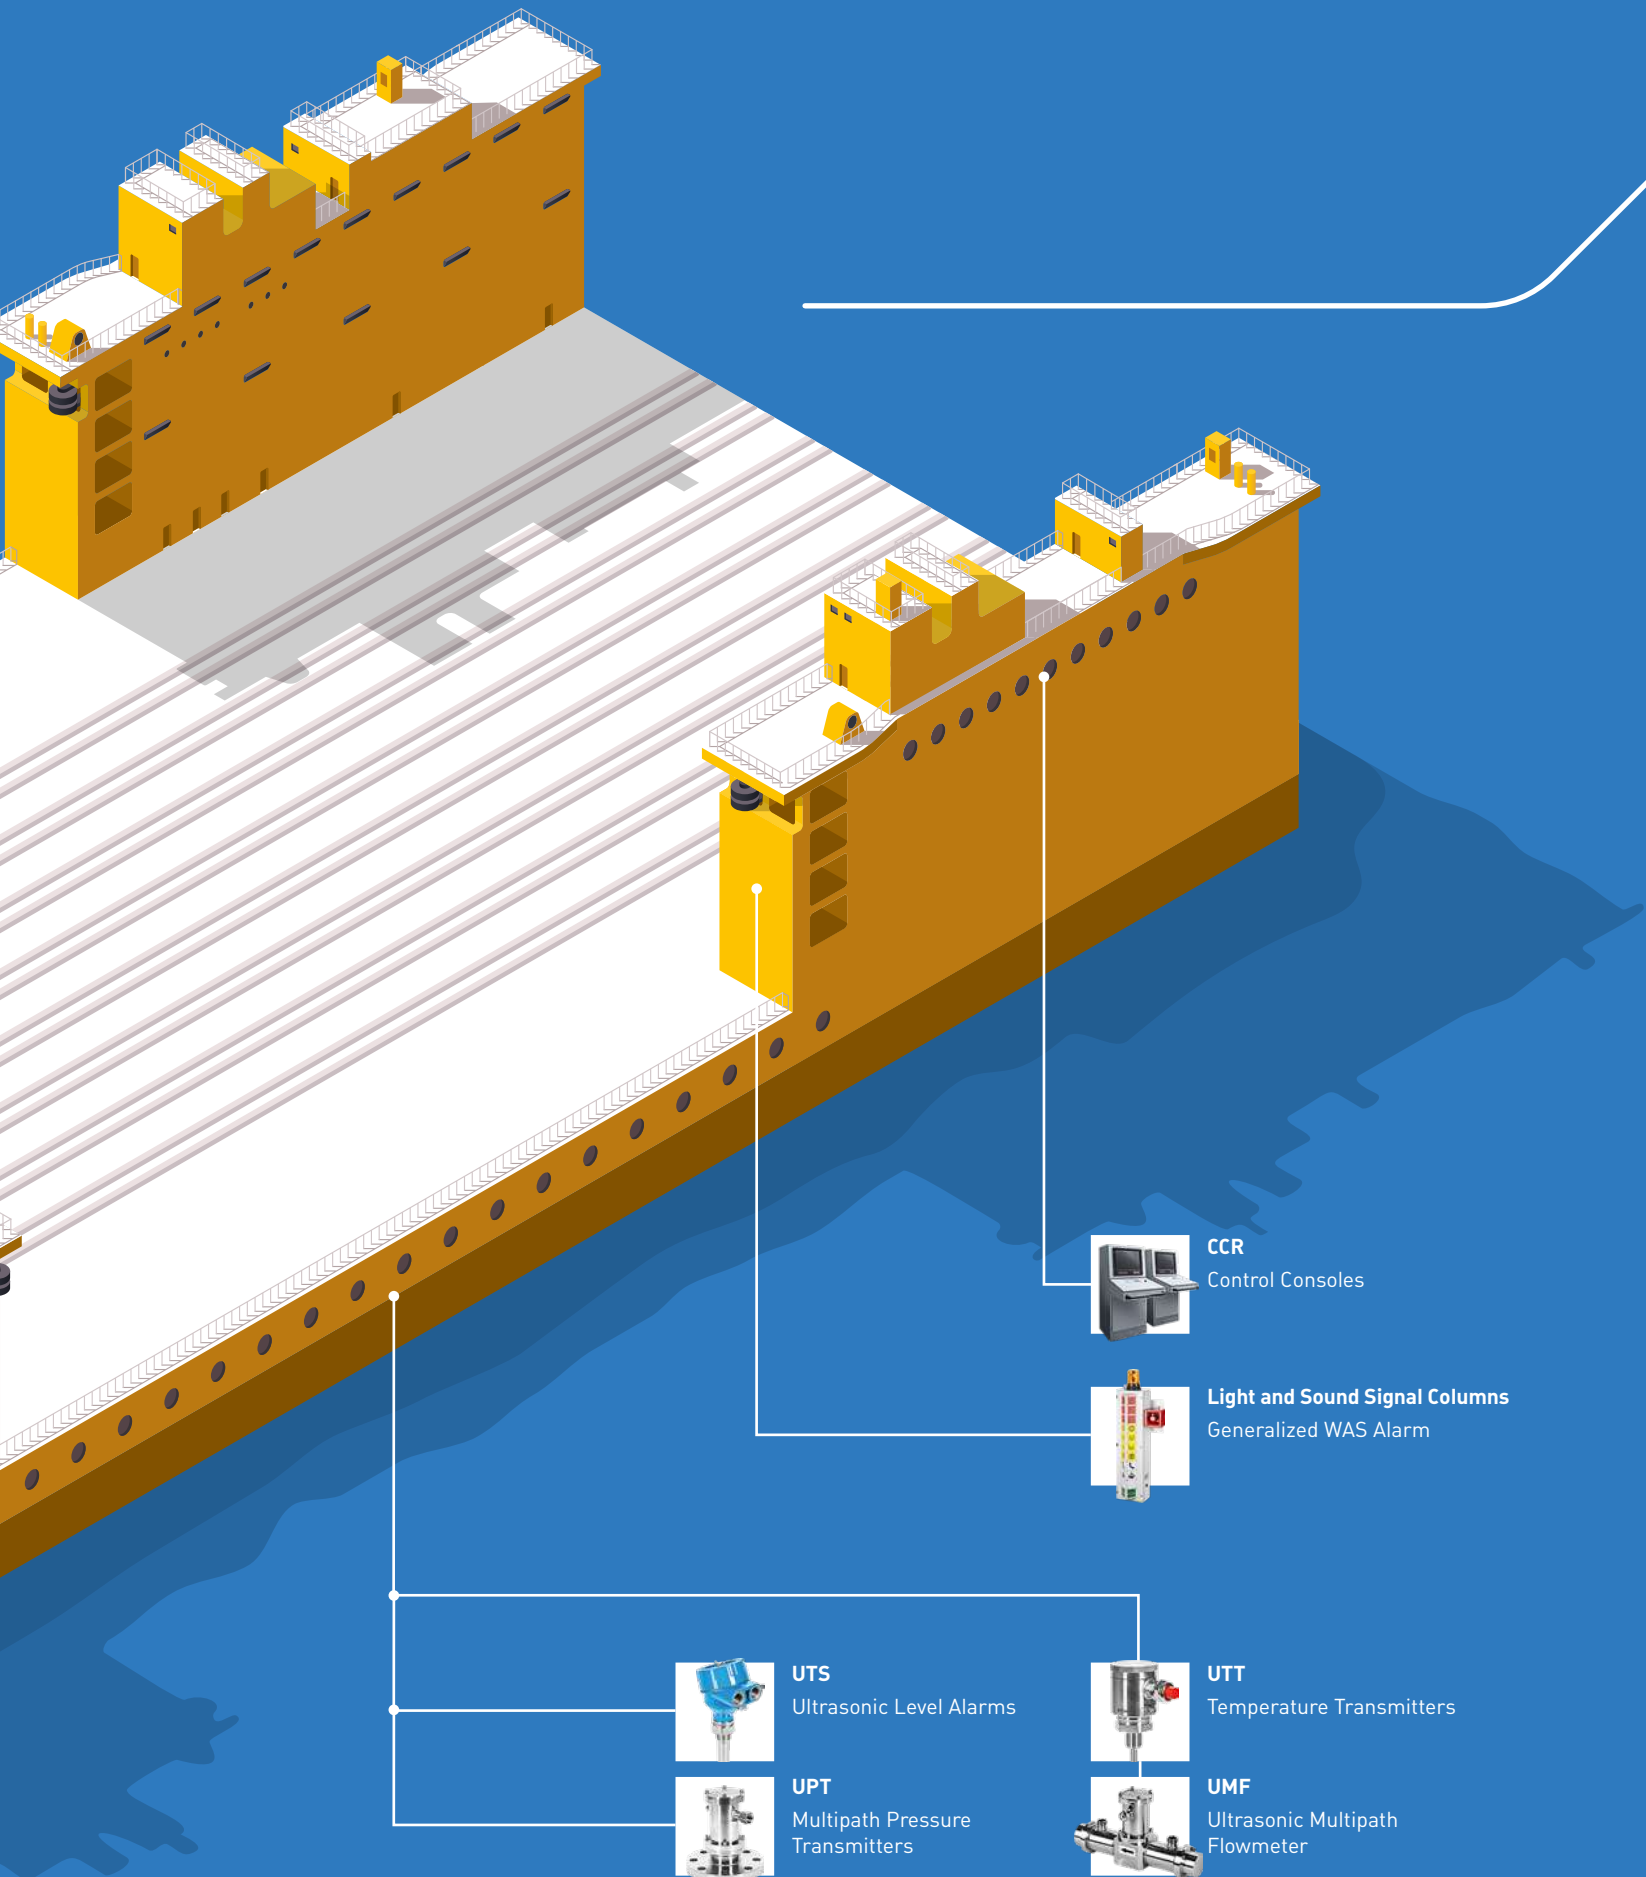 CCR
Control Consoles
Light and Sound Signal Columns
Generalized WAS Alarm
UTS
Ultrasonic Level Alarms
UTT
Temperature Transmitters
UPT
Multipath Pressure
Transmitters
UMF
Ultrasonic Multipath
Flowmeter